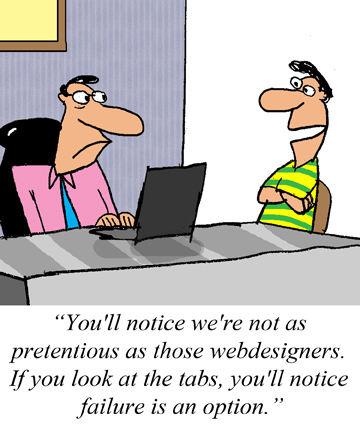 “You'll notice we're not as
pretentious as those webdesigners.
If you look at the tabs, you'll notice
failure is an option.”